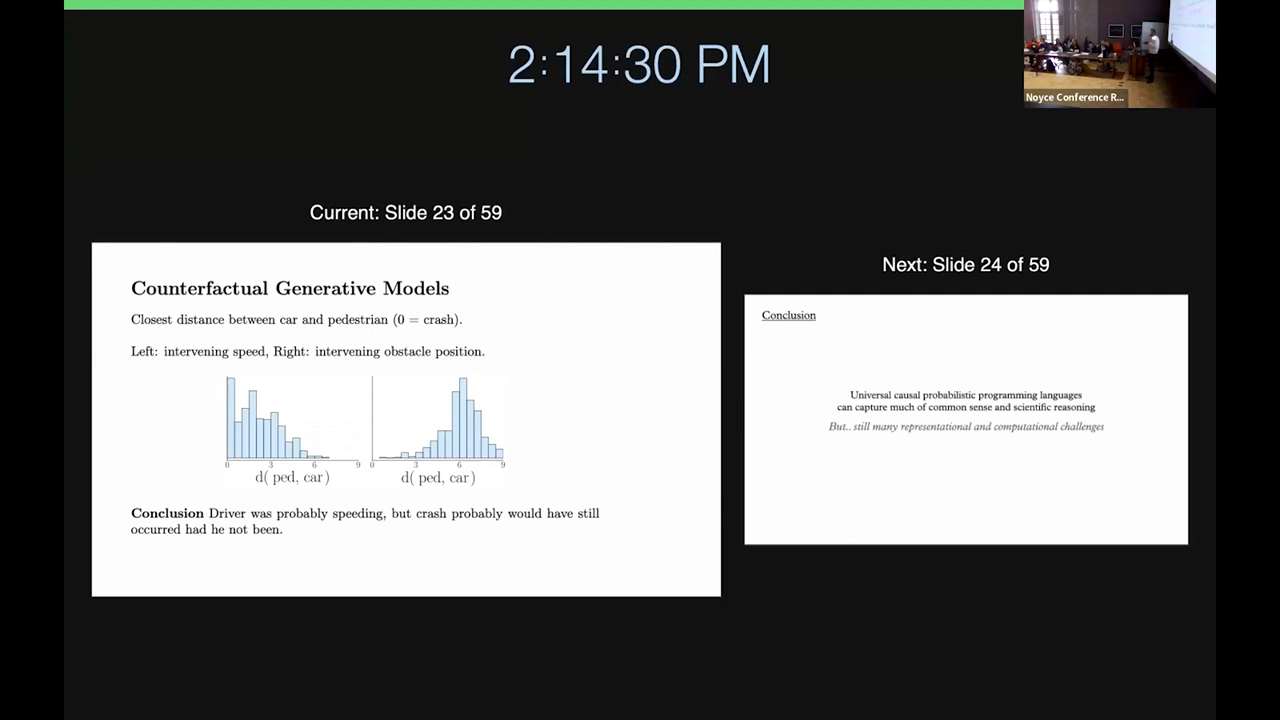 2:14:30 PM
Noyce Conference R...
Current: Slide 23 of 59
Counterfactual Generative Models
Closest distance between car and pedestrian (0 = crash).
Left: intervening speed, Right: intervening obstacle position.
0 3 6 9 0 3 6 9
d( ped, car) d( ped, car)
Conclusion Driver was probably speeding, but crash probably would have still
occurred had he not been.
Next: Slide 24 of 59
Conclusion
Universal causal probabilistic programming languages
can capture much of common sense and scientific reasoning
But.. still many representational and computational challenges